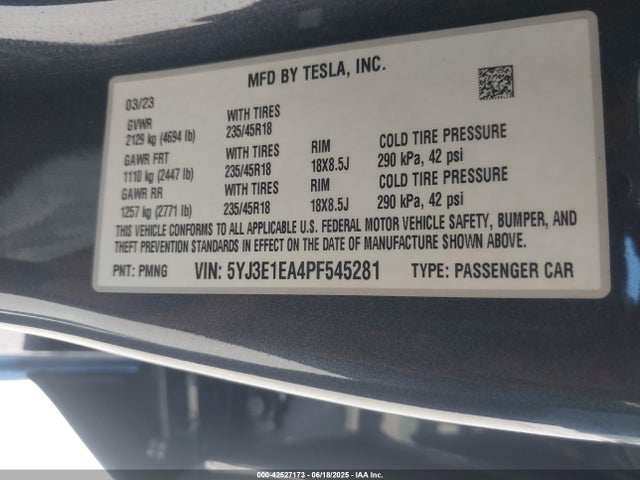 MFD BY TESLA, INC.
03/23
GVWR WITH TIRES
2129 kg (4694 lb) 235/45R18
GAWR FRT WITH TIRES RIM COLD TIRE PRESSURE
1110 kg (2447 lb) 235/45R18 18X8.5J 290 kPa, 42 psi
GAWR RR WITH TIRES RIM COLD TIRE PRESSURE
1257 kg (2771 lb) 235/45R18 18X8.5J 290 kPa, 42 psi
THIS VEHICLE CONFORMS TO ALL APPLICABLE U.S. FEDERAL MOTOR VEHICLE SAFETY, BUMPER, AND
THEFT PREVENTION STANDARDS IN EFFECT ON THE DATE OF MANUFACTURE SHOWN ABOVE.
PNT: PMNG VIN: 5YJ3E1EA4PF545281 TYPE: PASSENGER CAR
000-42527173 - 06/18/2025 - IAA Inc.